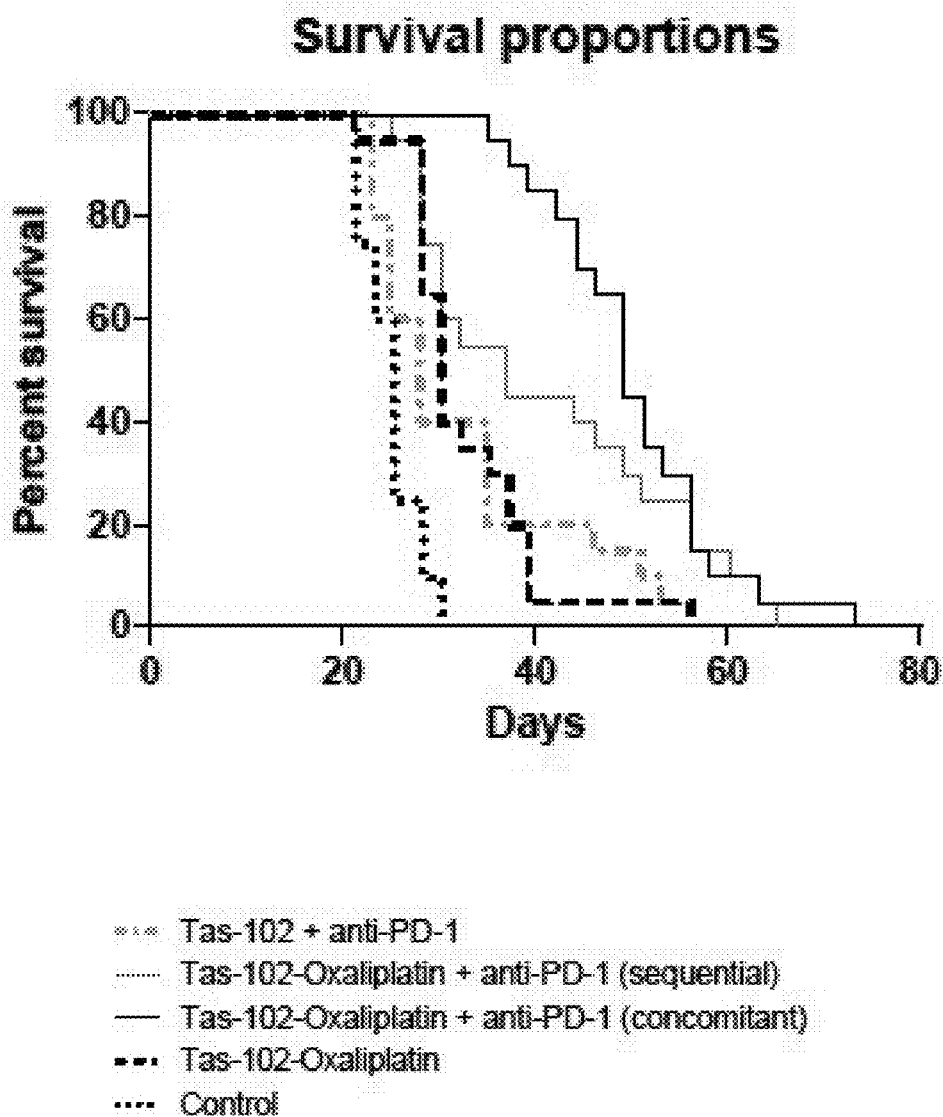 Survival proportions
Percent survival
100
80
60
40
20
0
0 20 40 60 80
Days
Tas-102 + anti-PD-1
Tas-102-Oxaliplatin + anti-PD-1 (sequential)
Tas-102-Oxaliplatin + anti-PD-1 (concomitant)
Tas-102-Oxaliplatin
Control